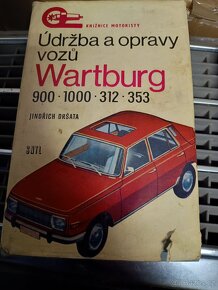 KNIŽNICE MOTORISTY
Údržba a opravy
vozů
Wartburg
900 · 1000 · 312 · 353
JINDŘICH DRŠATA
SNTL